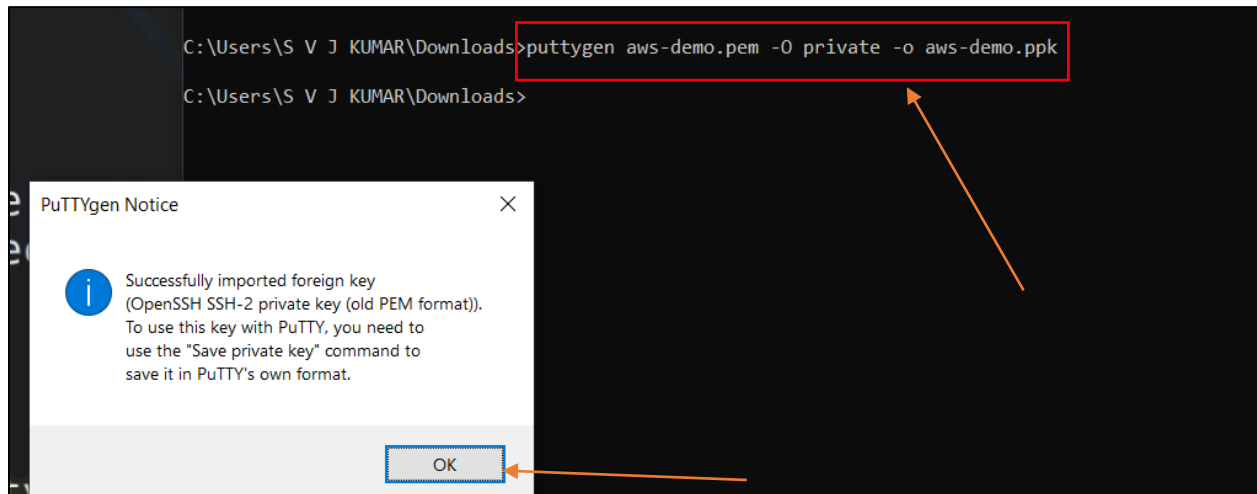 C:\Users\S V J KUMAR\Downloads>puttygen aws-demo.pem -O private -o aws-demo.ppk
C:\Users\S V J KUMAR\Downloads>
PuTTYgen Notice
Successfully imported foreign key
(OpenSSH SSH-2 private key (old PEM format)).
To use this key with PuTTY, you need to
use the "Save private key" command to
save it in PuTTY's own format.
OK